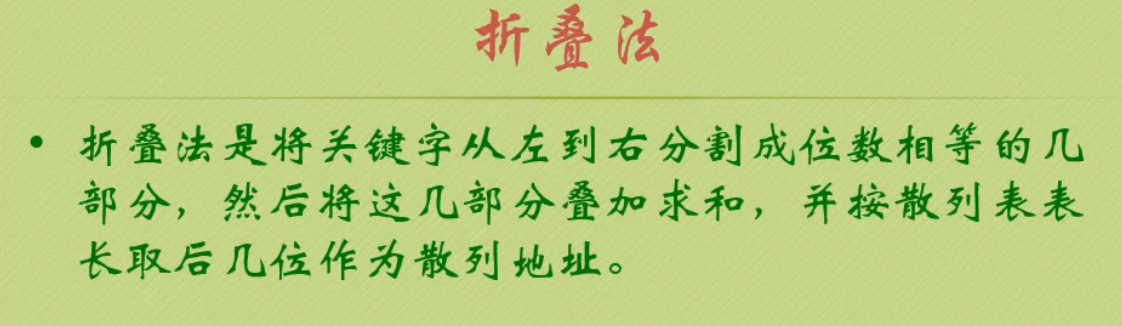 折叠法
• 折叠法是将关键字从左到右分割成位数相等的几
部分，然后将这几部分叠加求和，并按散列表表
长取后几位作为散列地址。